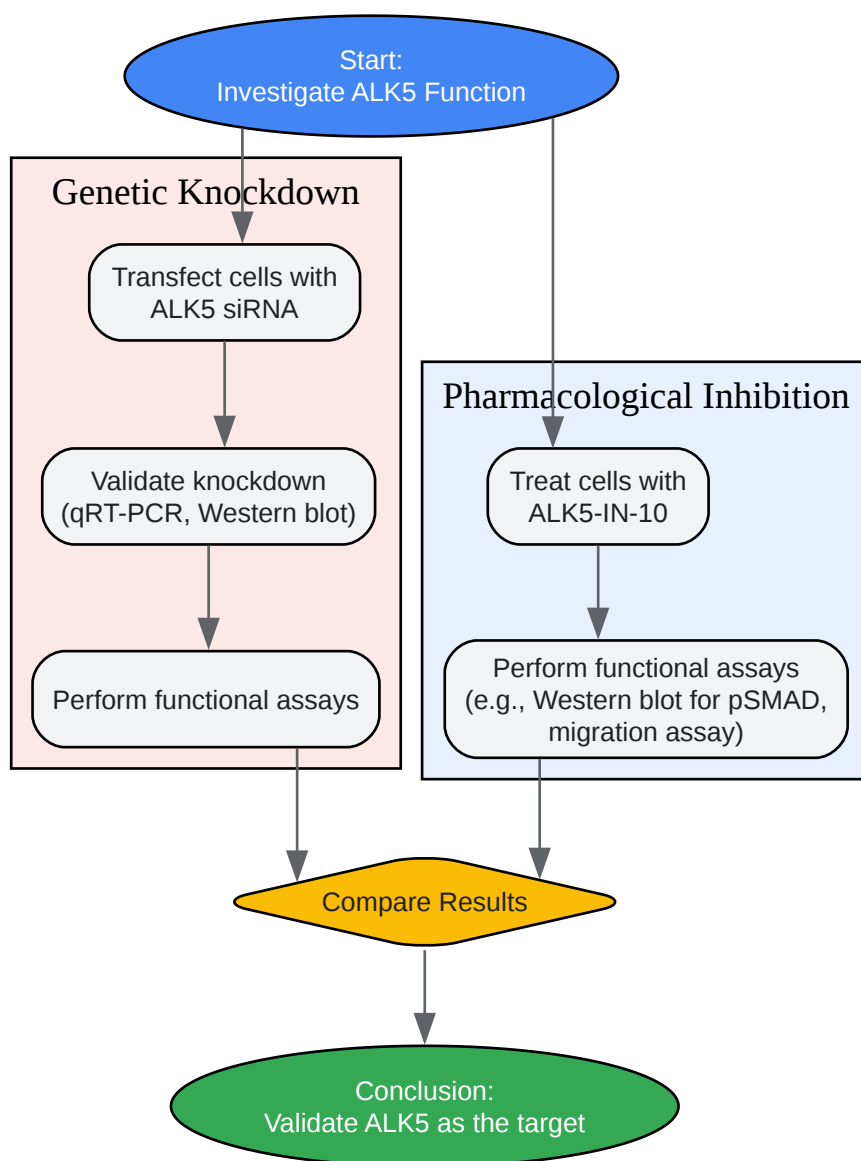 Start:
Investigate ALK5 Function
Genetic Knockdown
Transfect cells with
ALK5 siRNA
Validate knockdown
(qRT-PCR, Western blot)
Perform functional assays
Pharmacological Inhibition
Treat cells with
ALK5-IN-10
Perform functional assays
(e.g., Western blot for pSMAD,
migration assay)
Compare Results
Conclusion:
Validate ALK5 as the target